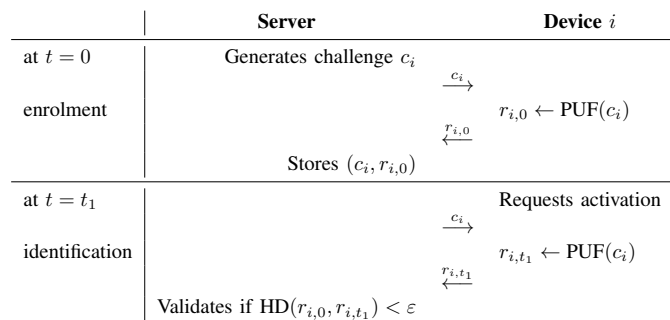 Server Device i
at t = 0 Generates challenge c_i
c_i →
enrolment r_{i,0} ← PUF(c_i)
r_{i,0} ←
Stores (c_i, r_{i,0})
at t = t_1 Requests activation
c_i →
identification r_{i,t_1} ← PUF(c_i)
r_{i,t_1} ←
Validates if HD(r_{i,0}, r_{i,t_1}) < ε